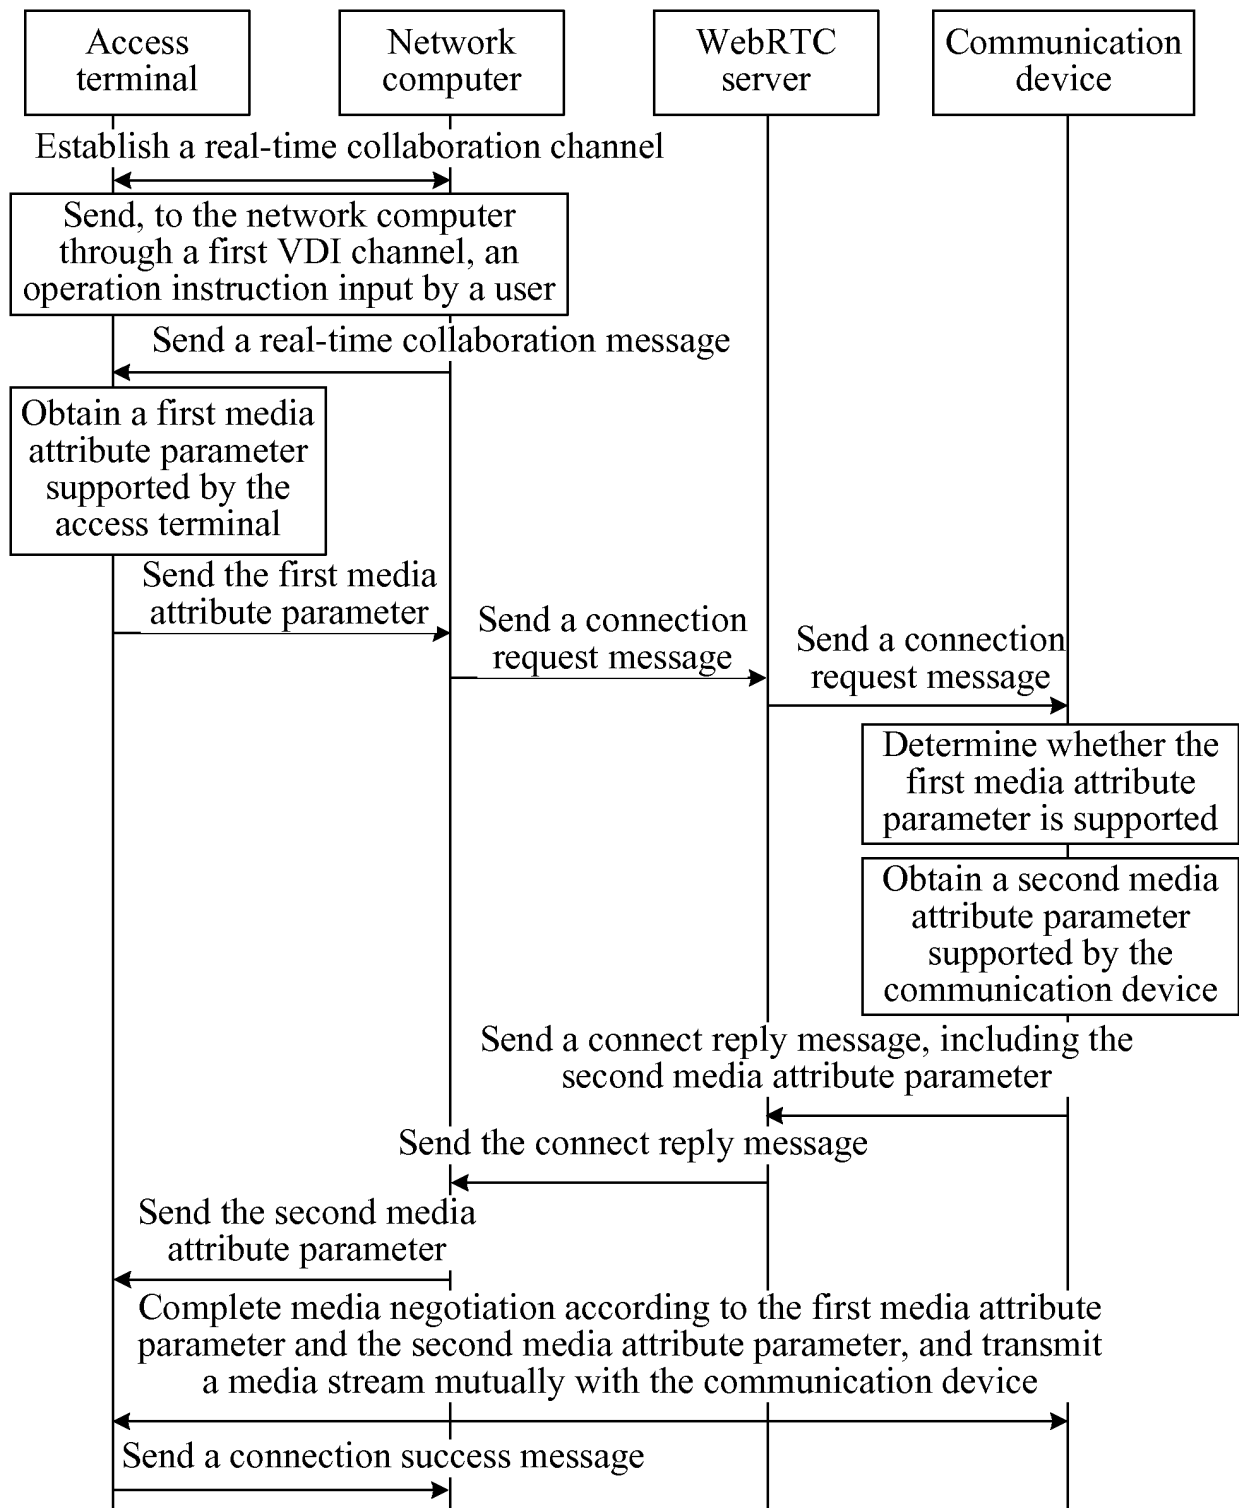 Access
terminal
Network
computer
WebRTC
server
Communication
device
Establish a real-time collaboration channel
Send, to the network computer
through a first VDI channel, an
operation instruction input by a user
Send a real-time collaboration message
Obtain a first media
attribute parameter
supported by the
access terminal
Send the first media
attribute parameter
Send a connection
request message
Send a connection
request message
Determine whether the
first media attribute
parameter is supported
Obtain a second media
attribute parameter
supported by the
communication device
Send a connect reply message, including the
second media attribute parameter
Send the connect reply message
Send the second media
attribute parameter
Complete media negotiation according to the first media attribute
parameter and the second media attribute parameter, and transmit
a media stream mutually with the communication device
Send a connection success message